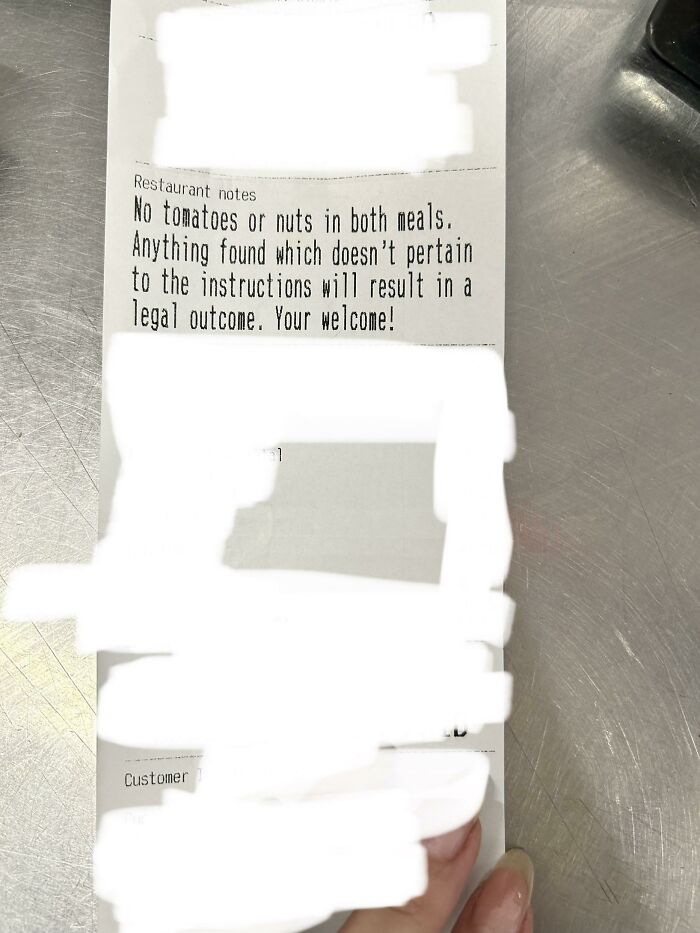 Restaurant notes
No tomatoes or nuts in both meals.
Anything found which doesn't pertain
to the instructions will result in a
legal outcome. Your welcome!
Customer